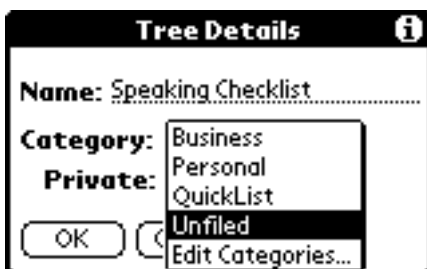 Tree Details i
Name: Speaking Checklist
Category: Business
Private: Personal
QuickList
Unfiled
OK
Edit Categories...